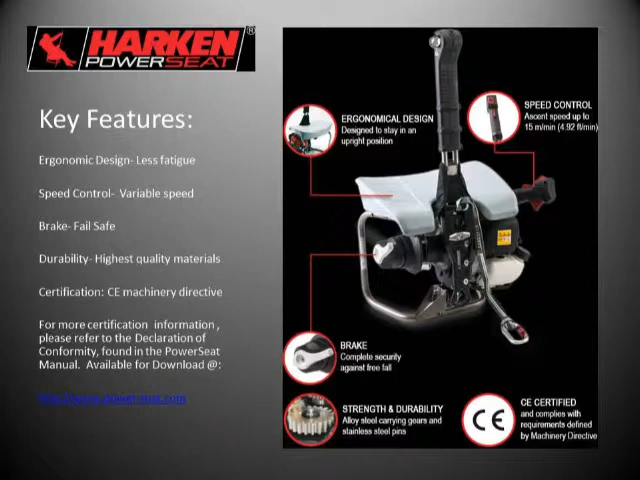 HARKEN®
POWERSEAT
Key Features:
Ergonomic Design- Less fatigue
Speed Control- Variable speed
Brake- Fail Safe
Durability- Highest quality materials
Certification: CE machinery directive
For more certification information ,
please refer to the Declaration of
Conformity, found in the PowerSeat
Manual. Available for Download @:
ERGONOMICAL DESIGN
Designed to stay in an
upright position
SPEED CONTROL
Ascent speed up to
15 m/min (4.92 ft/min)
BRAKE
Complete security
against free fall
STRENGTH & DURABILITY
Alloy steel carrying gears and
stainless steel pins
CE
CE CERTIFIED
and complies with
requirements defined
by Machinery Directive